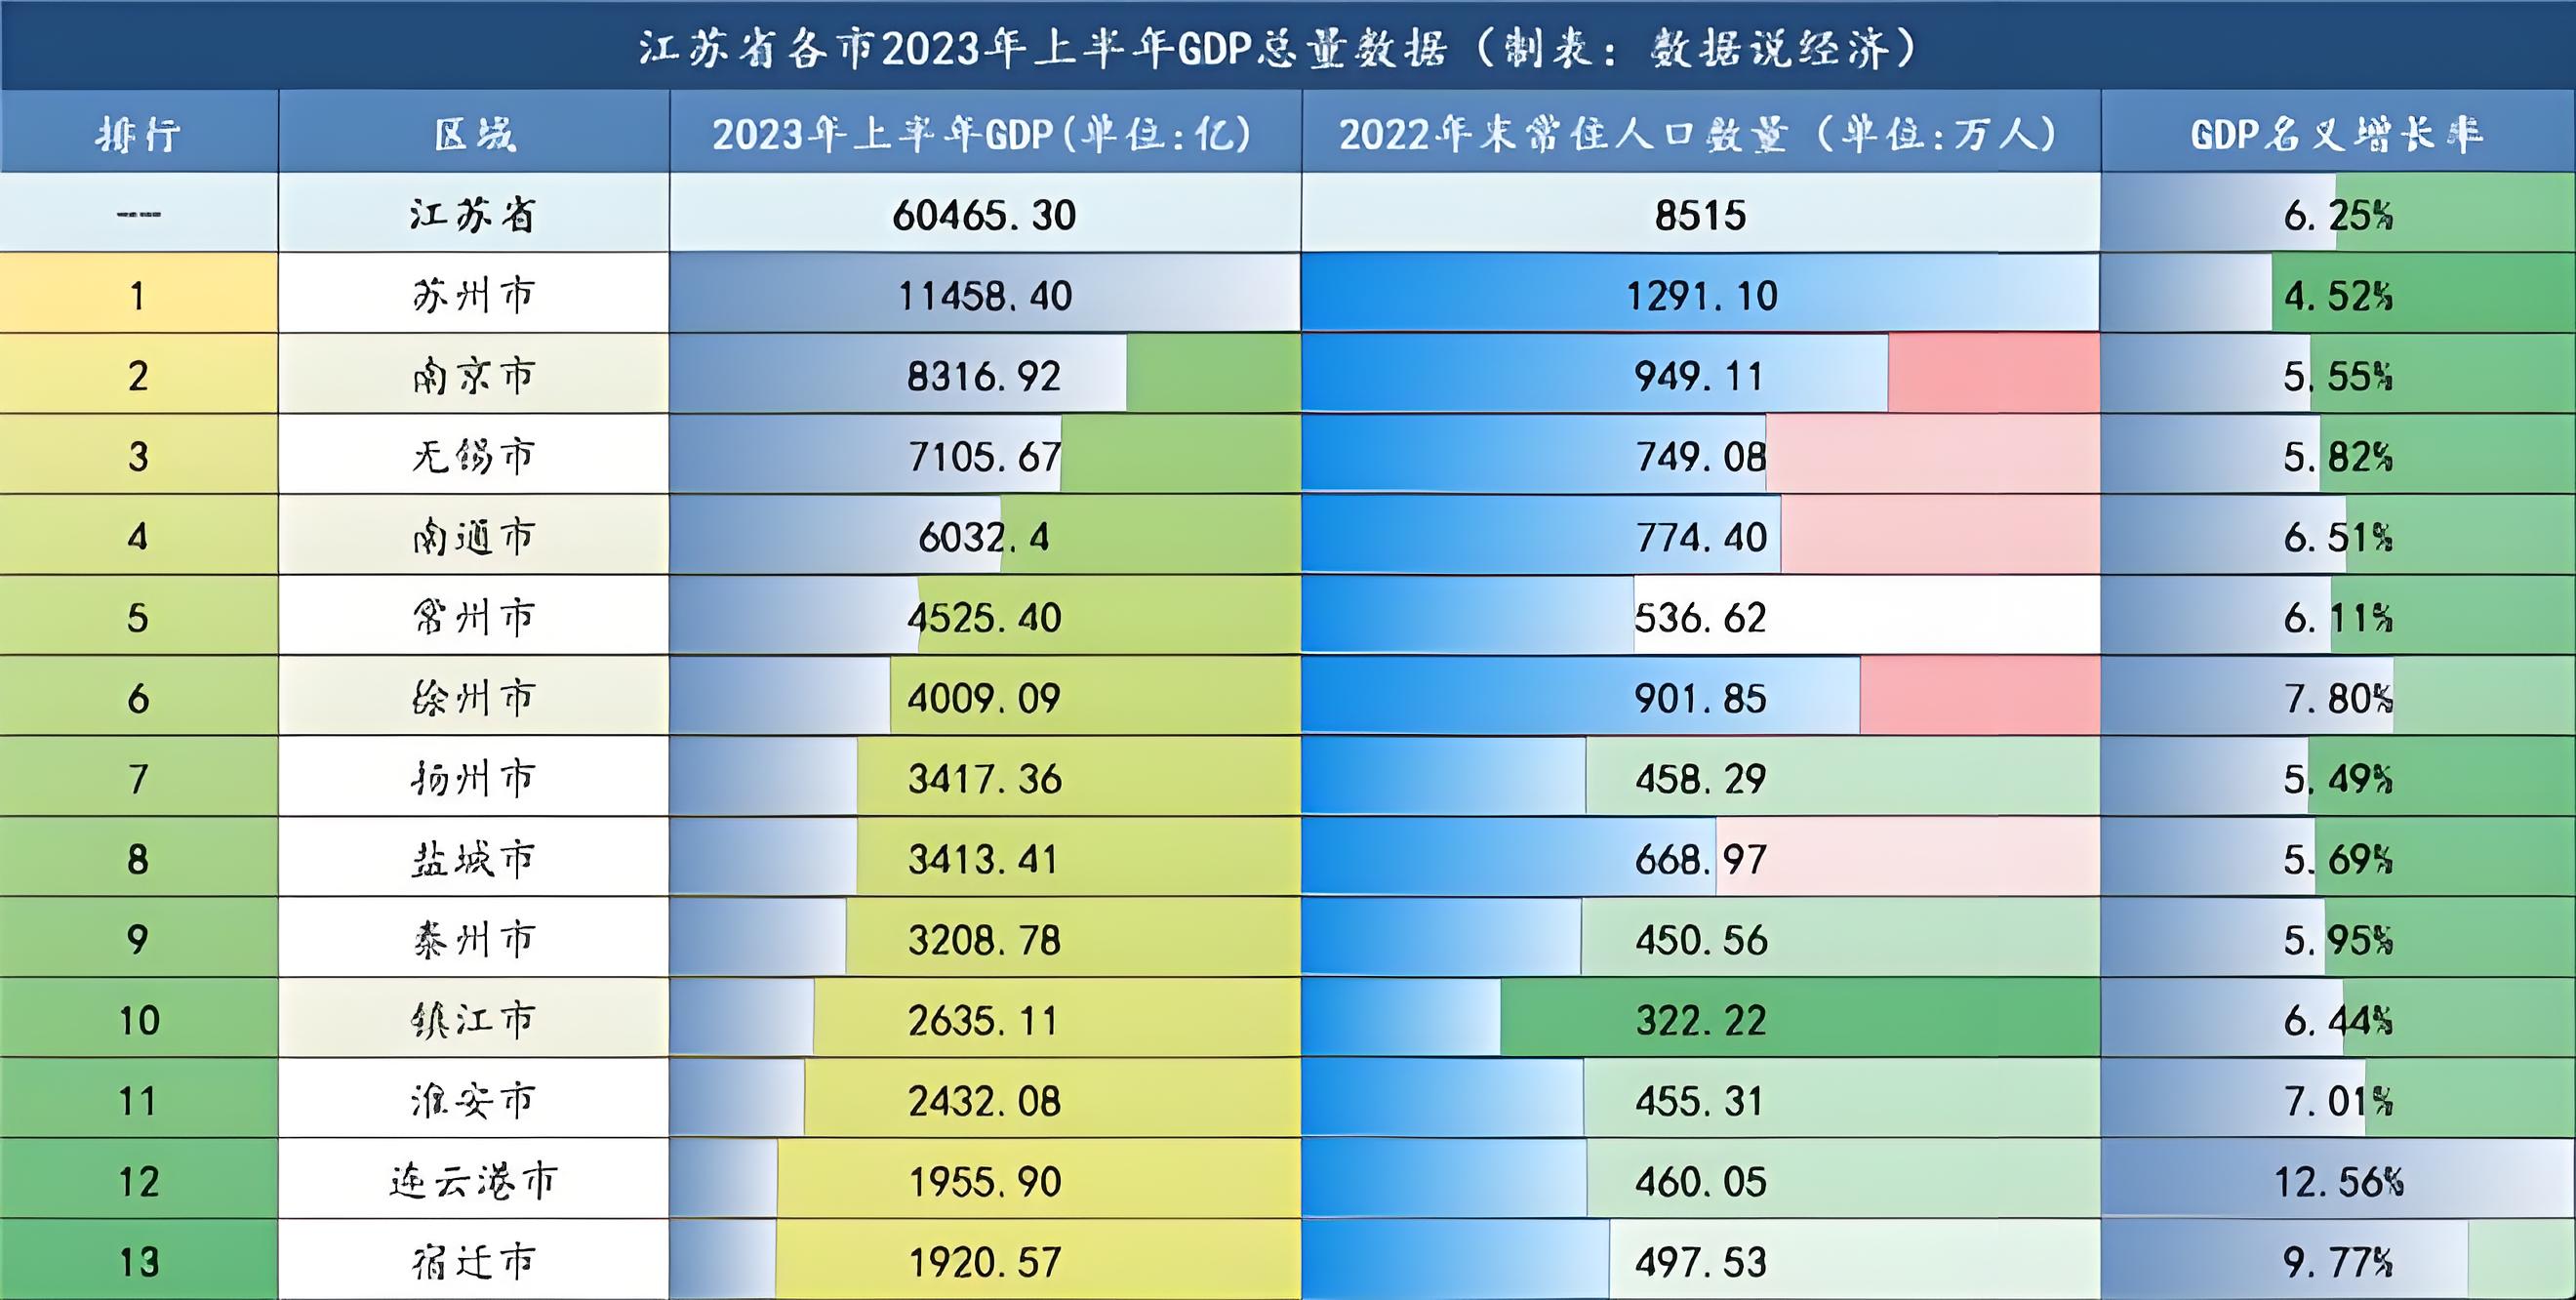 江苏省各市2023年上半年GDP总量数据（制表：数据说经济）
排行 区域 2023年上半年GDP(单位:亿) 2022年末常住人口数量（单位:万人） GDP名义增长率
—— 江苏省 60465.30 8515 6.25%
1 苏州市 11458.40 1291.10 4.52%
2 南京市 8316.92 949.11 5.55%
3 无锡市 7105.67 749.08 5.82%
4 南通市 6032.4 774.40 6.51%
5 常州市 4525.40 536.62 6.11%
6 徐州市 4009.09 901.85 7.80%
7 扬州市 3417.36 458.29 5.49%
8 盐城市 3413.41 668.97 5.69%
9 泰州市 3208.78 450.56 5.95%
10 镇江市 2635.11 322.22 6.44%
11 淮安市 2432.08 455.31 7.01%
12 连云港市 1955.90 460.05 12.56%
13 宿迁市 1920.57 497.53 9.77%